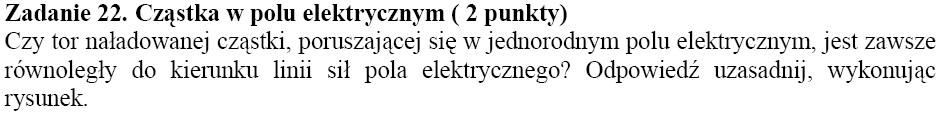 Zadanie 22. Cząstka w polu elektrycznym ( 2 punkty)
Czy tor naładowanej cząstki, poruszającej się w jednorodnym polu elektrycznym, jest zawsze
równoległy do kierunku linii sił pola elektrycznego? Odpowiedź uzasadnij, wykonując
rysunek.